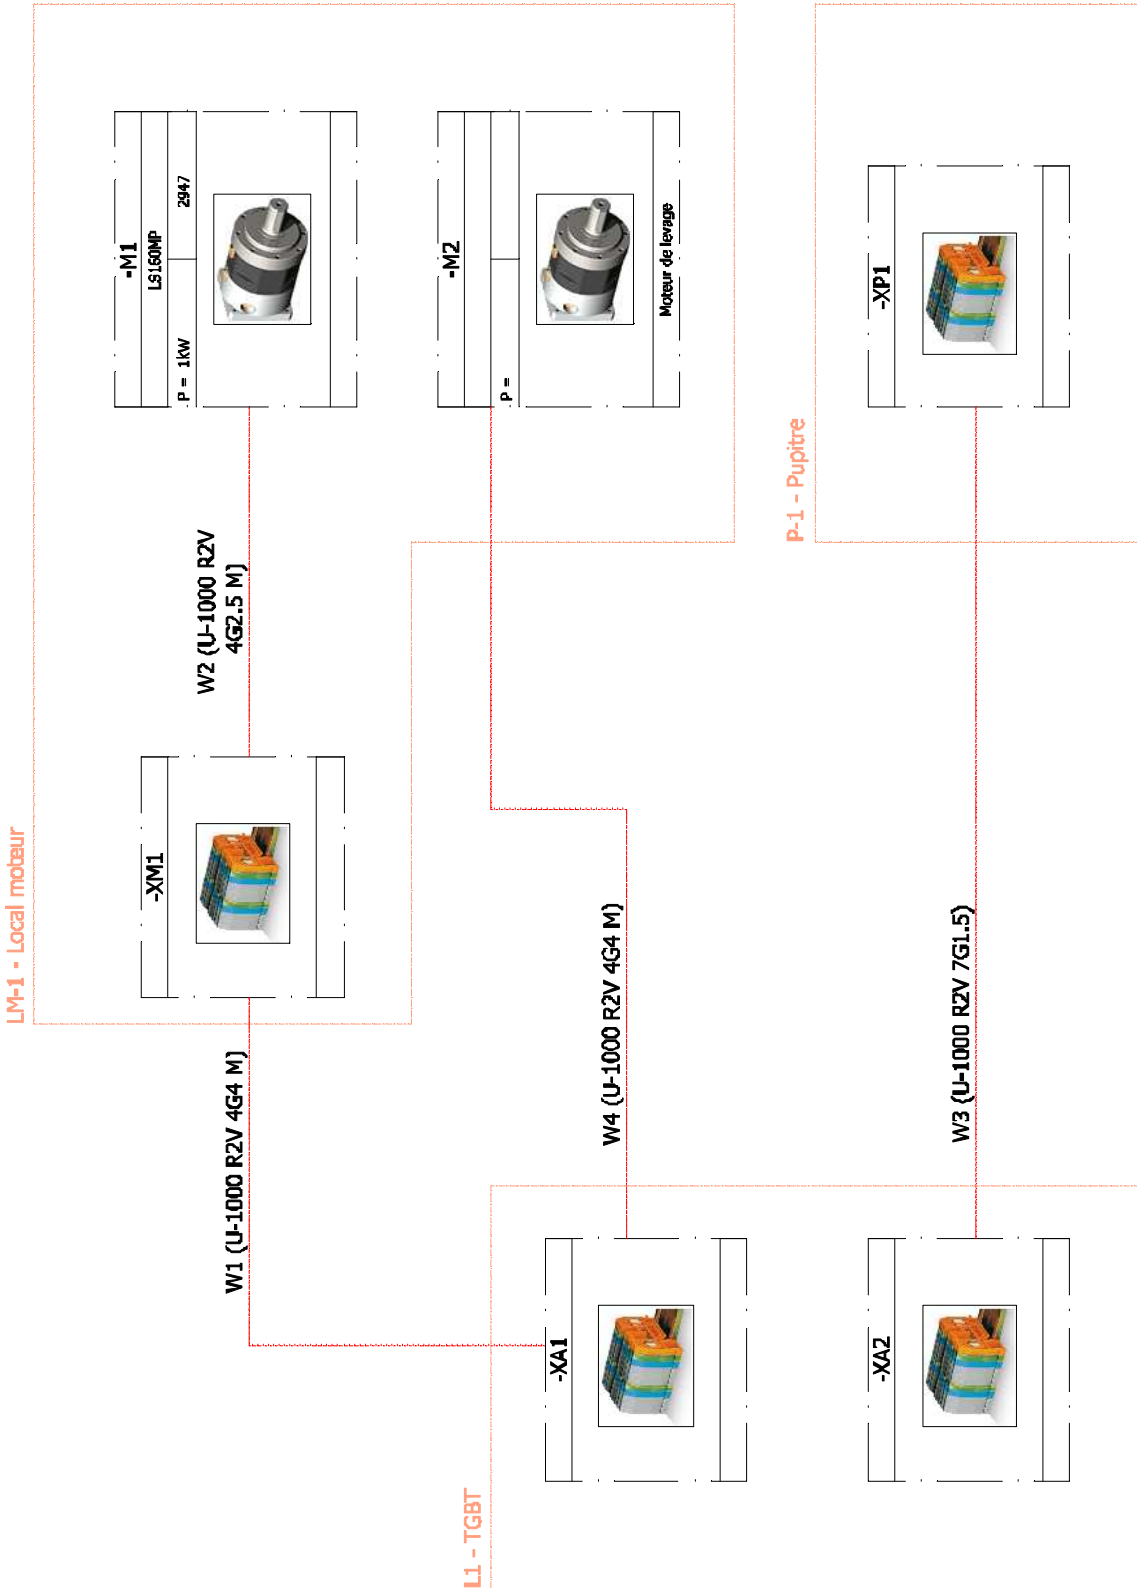 LM-1 - Local moteur
-M1
LS160MP
P = 1kW 2947
W2 (U-1000 R2V
4G2.5 M)
-XM1
W1 (U-1000 R2V 4G4 M)
-M2
P =
Moteur de levage
W4 (U-1000 R2V 4G4 M)
L1 - TGBT
-XA1
P-1 - Pupitre
-XP1
W3 (U-1000 R2V 7G1.5)
-XA2